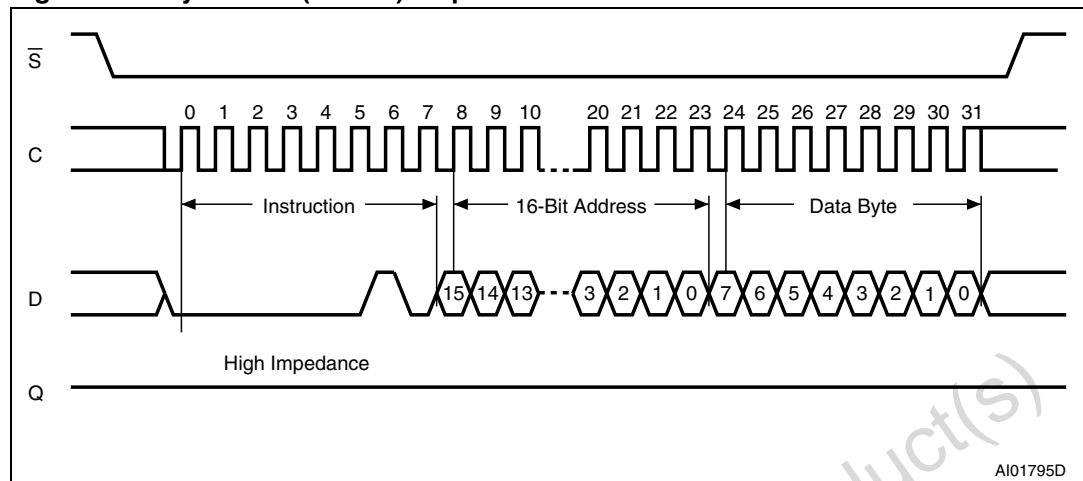 S
0 1 2 3 4 5 6 7 8 9 10 20 21 22 23 24 25 26 27 28 29 30 31
C
Instruction 16-Bit Address Data Byte
D
15 14 13 3 2 1 0 7 6 5 4 3 2 1 0
High Impedance
Q
AI01795D